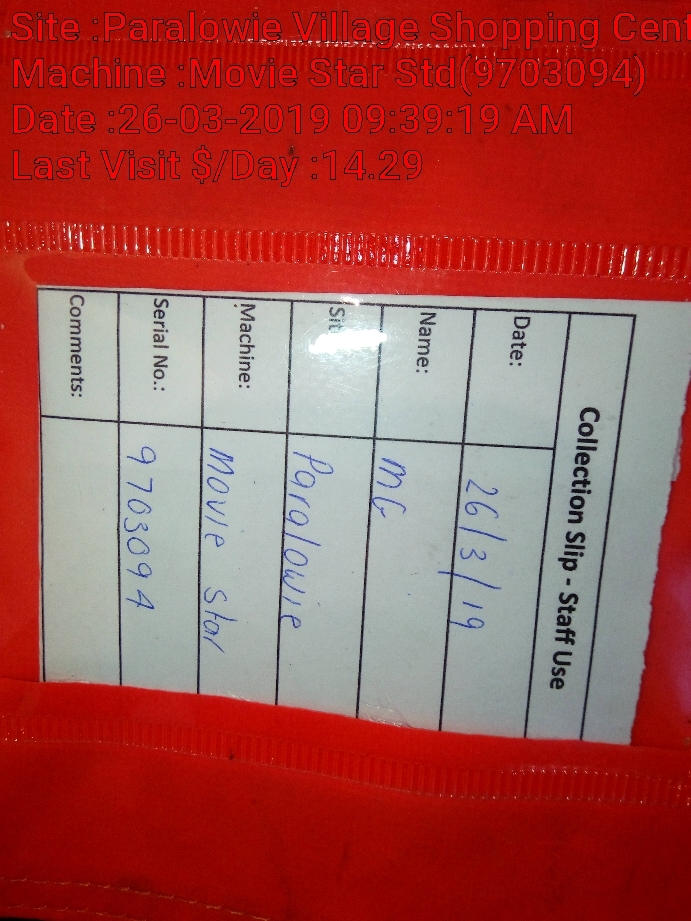 Site :Paralowie Village Shopping Cent
Machine :Movie Star Std(9703094)
Date :26-03-2019 09:39:19 AM
Last Visit $/Day :14.29
Collection Slip - Staff Use
Date: 26/3/19
Name: MG
Sit Paralowie
Machine: Movie Star
Serial No.: 9703094
Comments: